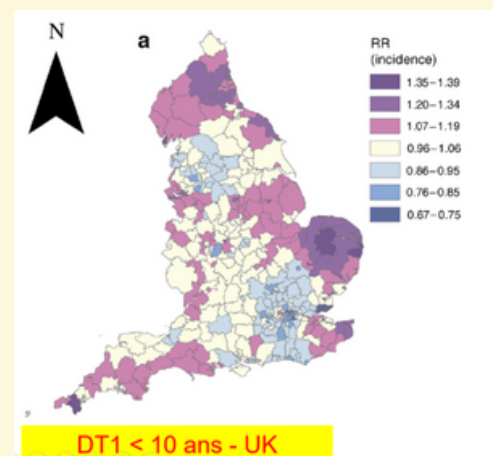 N
a
RR
(incidence)
1.35–1.39
1.20–1.34
1.07–1.19
0.96–1.06
0.86–0.95
0.76–0.85
0.67–0.75
DT1 < 10 ans - UK